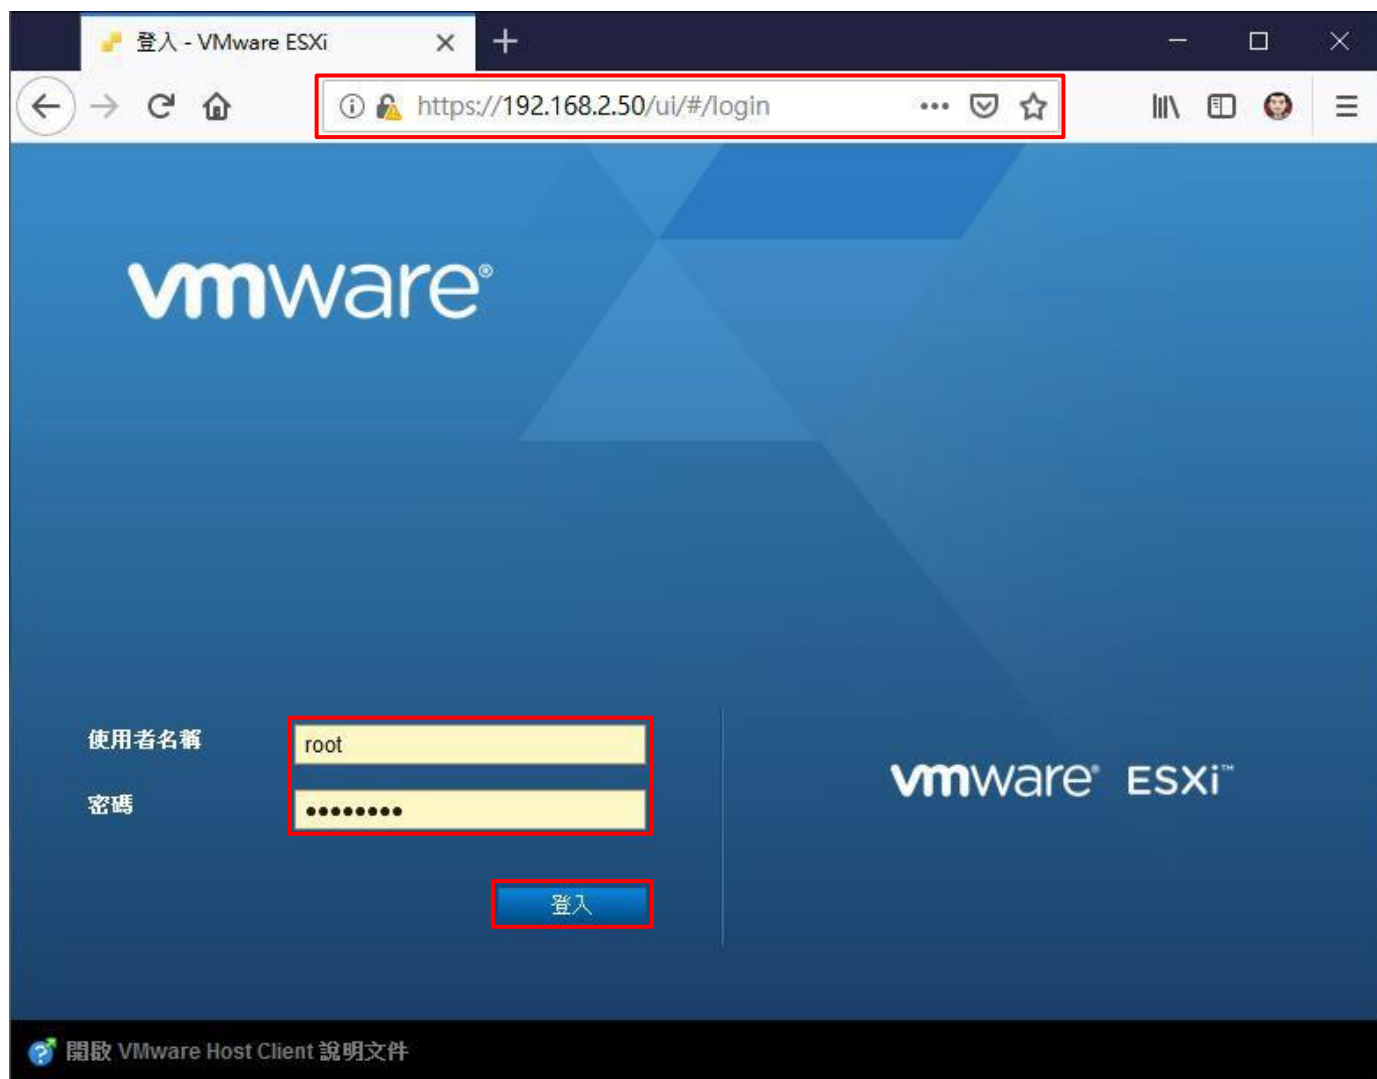 登入 - VMware ESXi
https://192.168.2.50/ui/#/login
vmware®
使用者名稱
root
密碼
••••••••
vmware® ESXi™
登入
開啟 VMware Host Client 說明文件